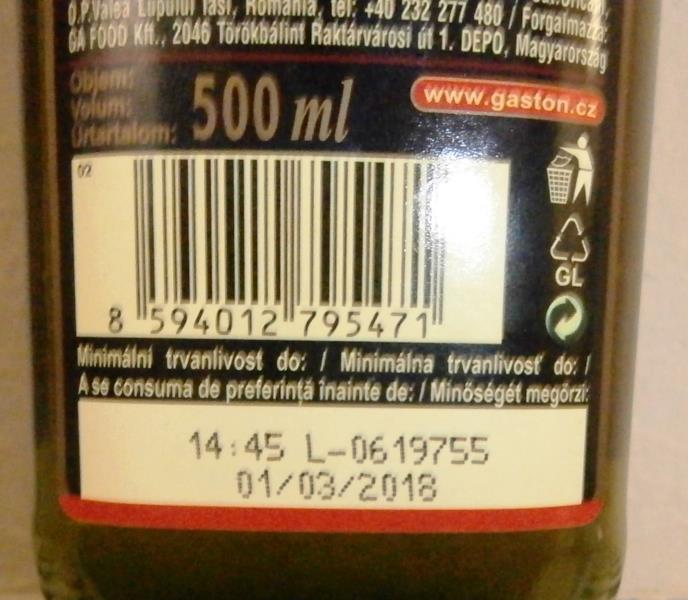 O.P.Valea Lupului Iasi, Romania, tel: +40 232 277 480 / Forgalmazza:
GA FOOD Kft., 2046 Törökbálint Raktárvárosi út 1. DEPO, Magyarország
Objem:
Volum:
Űrtartalom:
500 ml
www.gaston.cz
02
GL
8 594012 795471
Minimální trvanlivost do: / Minimálna trvanlivosť do: /
A se consuma de preferinţă înainte de: / Minőségét megőrzi:
14:45 L-0619755
01/03/2018